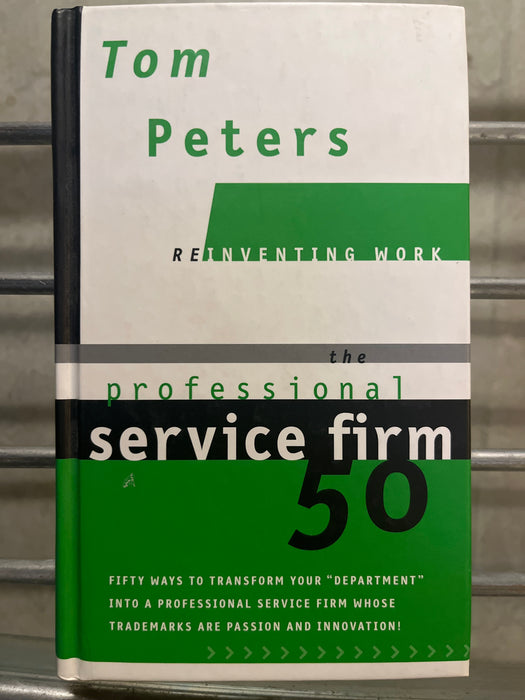 Tom
Peters
REINVENTING WORK
the
professional
service firm
50
FIFTY WAYS TO TRANSFORM YOUR “DEPARTMENT”
INTO A PROFESSIONAL SERVICE FIRM WHOSE
TRADEMARKS ARE PASSION AND INNOVATION!